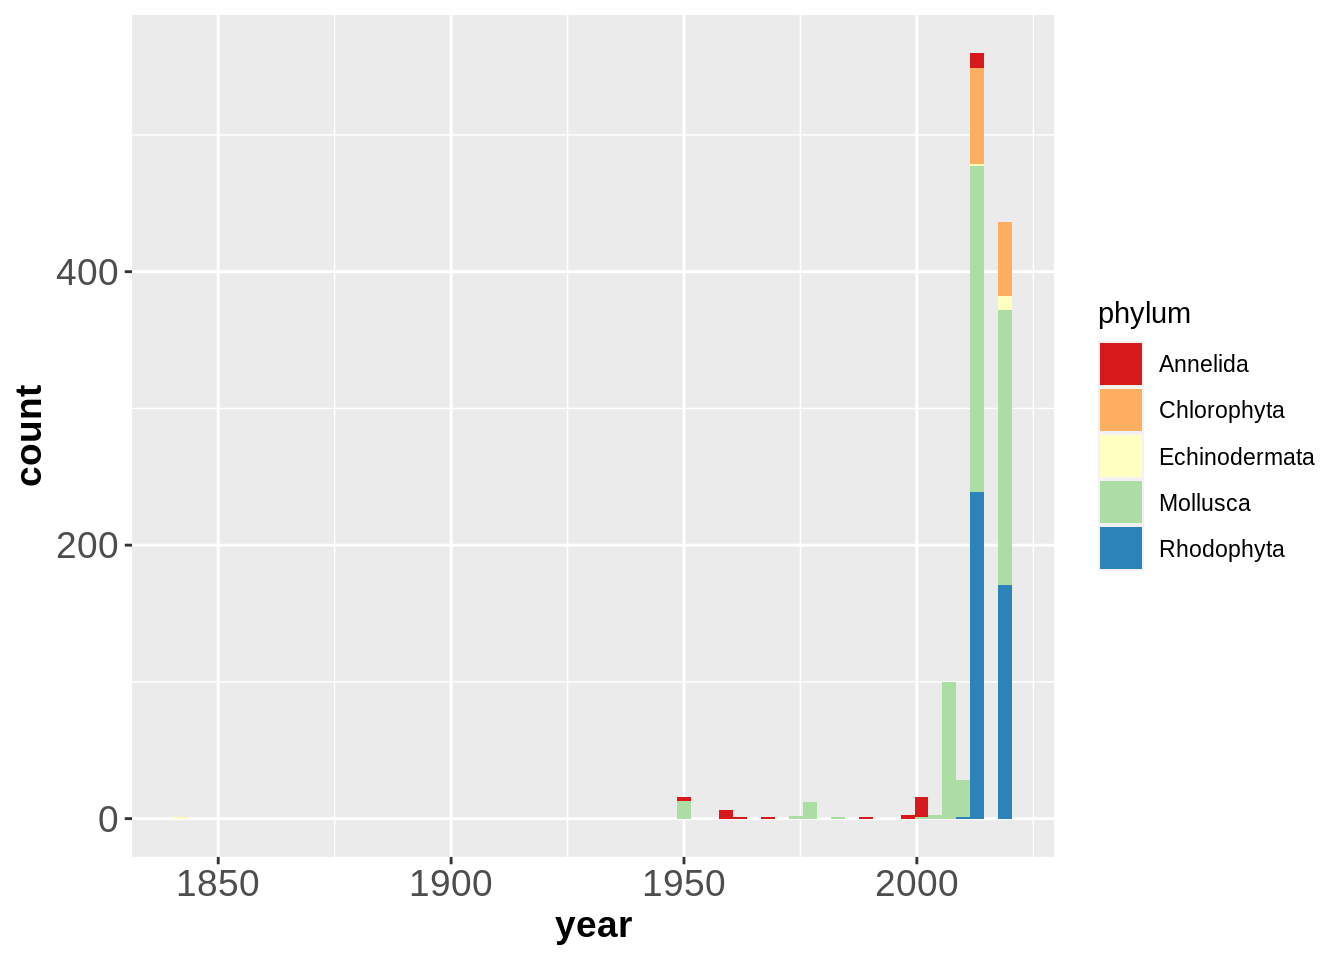 400
200
0
count
1850 1900 1950 2000
year
phylum
Annelida
Chlorophyta
Echinodermata
Mollusca
Rhodophyta